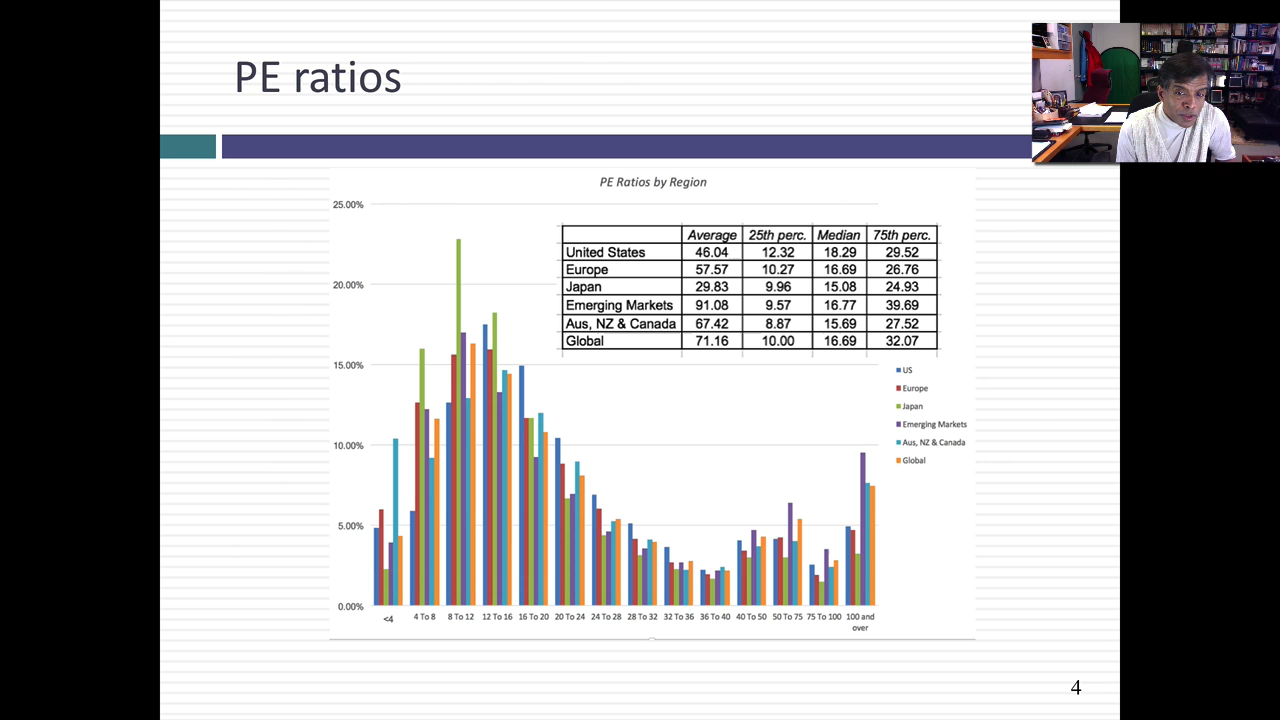 PE ratios
PE Ratios by Region
25.00%
20.00%
15.00%
10.00%
5.00%
0.00%
Average 25th perc. Median 75th perc.
United States 46.04 12.32 18.29 29.52
Europe 57.57 10.27 16.69 26.76
Japan 29.83 9.96 15.08 24.93
Emerging Markets 91.08 9.57 16.77 39.69
Aus, NZ & Canada 67.42 8.87 15.69 27.52
Global 71.16 10.00 16.69 32.07
US
Europe
Japan
Emerging Markets
Aus, NZ & Canada
Global
<4 4 To 8 8 To 12 12 To 16 16 To 20 20 To 24 24 To 28 28 To 32 32 To 36 36 To 40 40 To 50 50 To 75 75 To 100 100 and
over
4